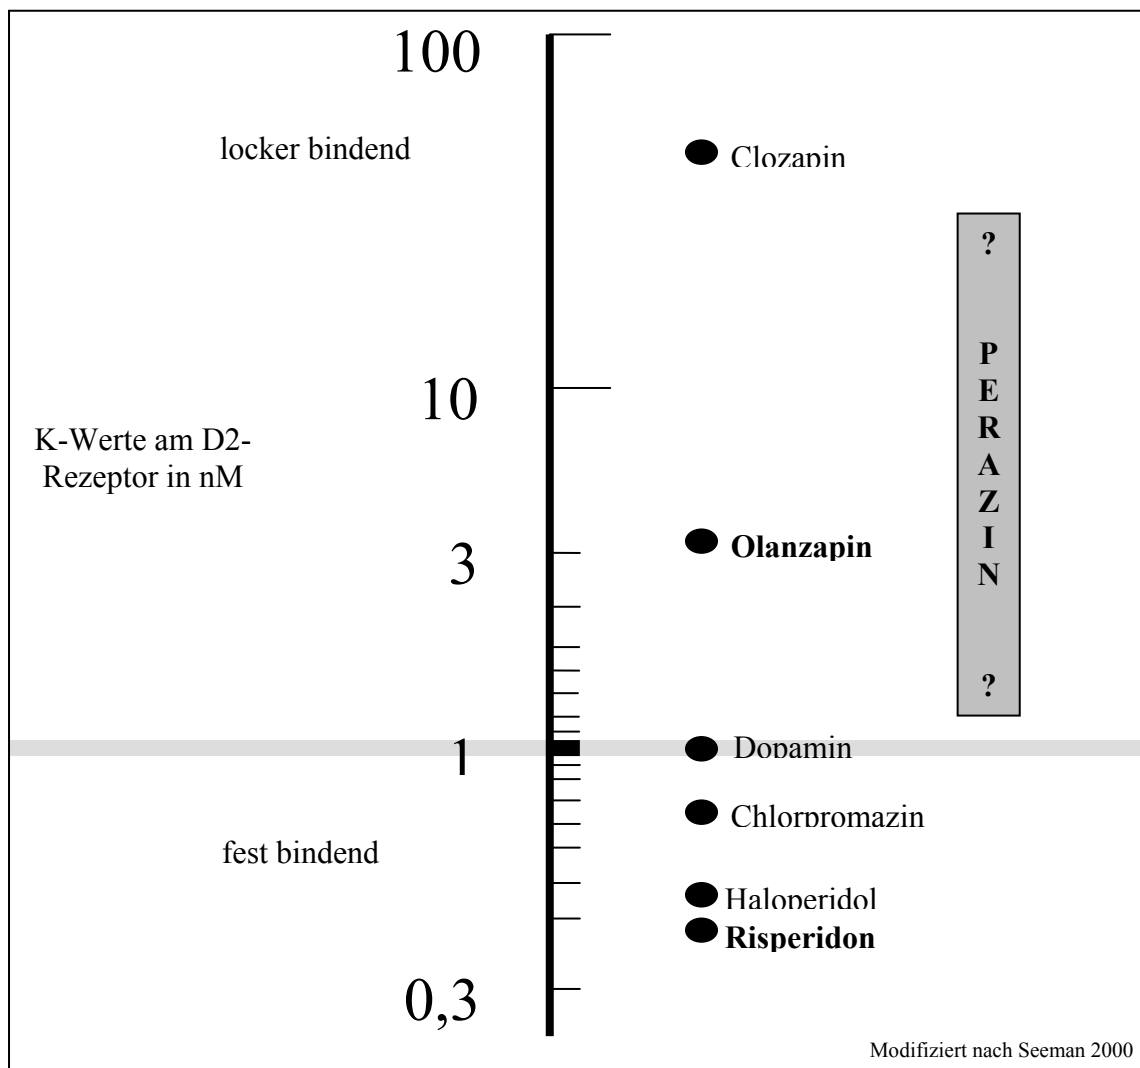 100
locker bindend
Clozapin
?
P
E
R
A
Z
I
N
?
10
K-Werte am D2-
Rezeptor in nM
3
Olanzapin
1
Dopamin
Chlorpromazin
fest bindend
Haloperidol
Risperidon
0,3
Modifiziert nach Seeman 2000